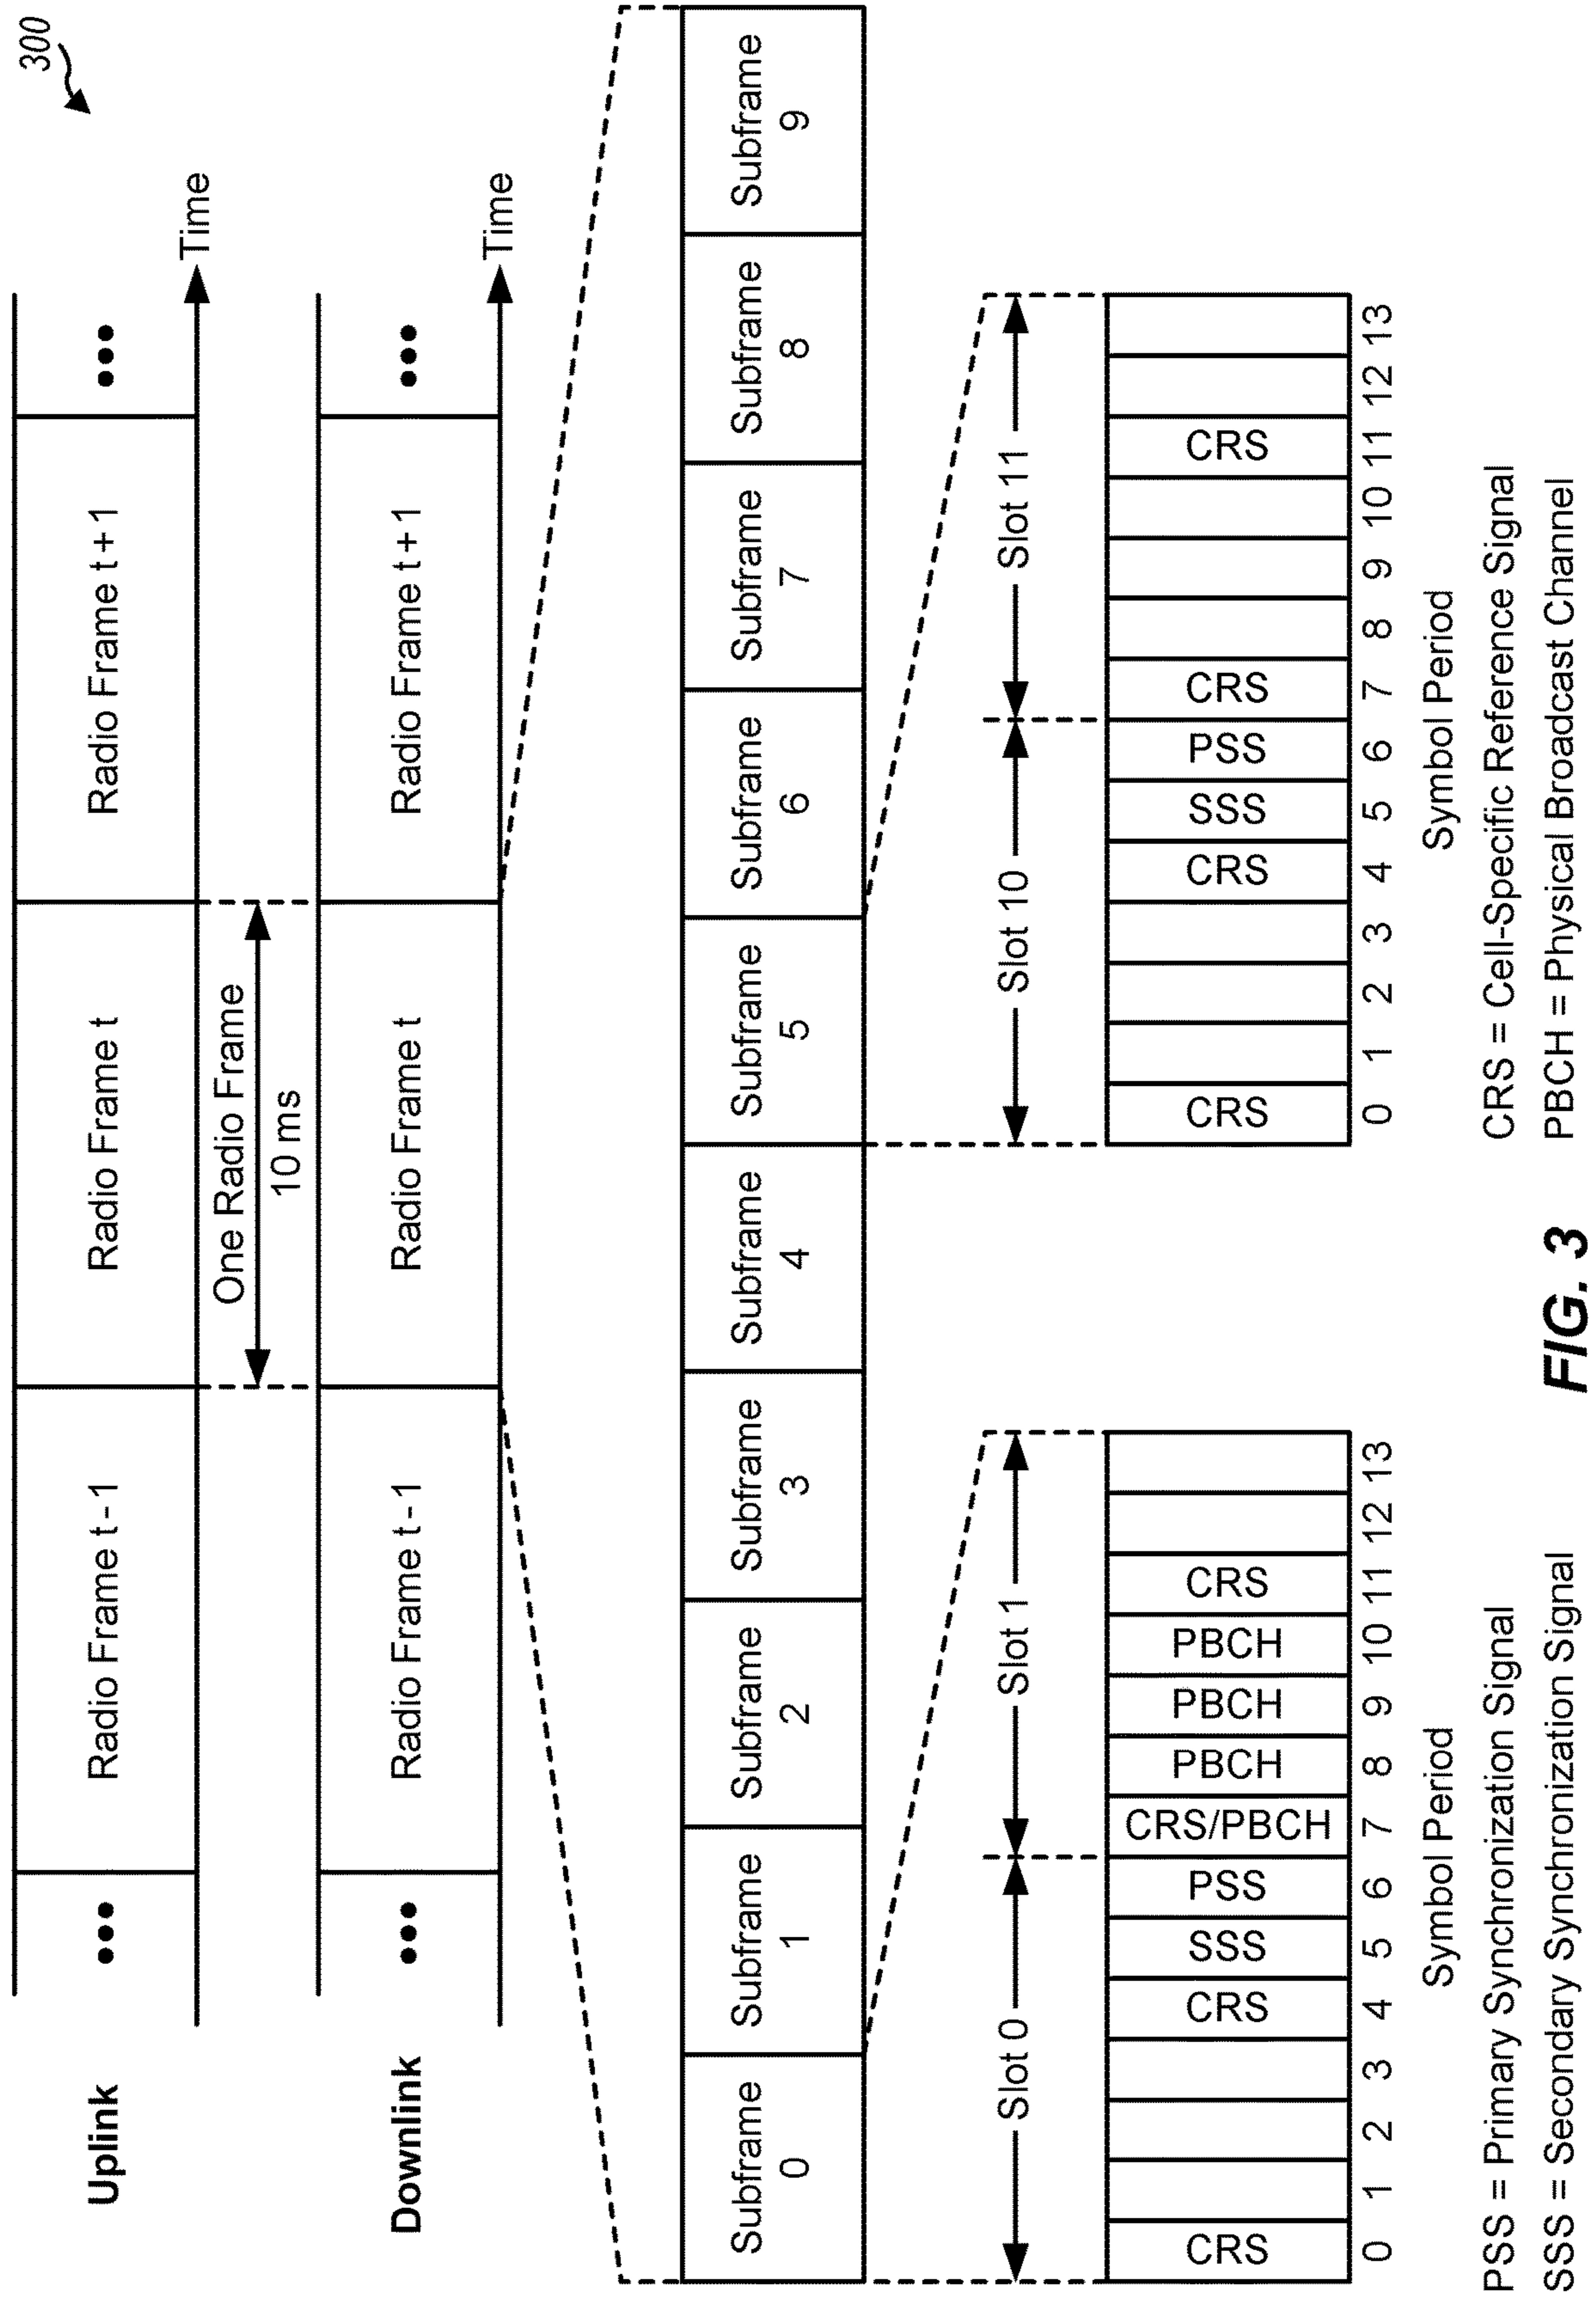 300
Uplink
••• Radio Frame t - 1 Radio Frame t Radio Frame t + 1 •••
Time
One Radio Frame
10 ms
Downlink
••• Radio Frame t - 1 Radio Frame t Radio Frame t + 1 •••
Time
Subframe Subframe Subframe Subframe Subframe Subframe Subframe Subframe Subframe Subframe
0 1 2 3 4 5 6 7 8 9
Slot 0 Slot 1
CRS CRS SSS PSS CRS/PBCH PBCH PBCH PBCH CRS
0 1 2 3 4 5 6 7 8 9 10 11 12 13
Symbol Period
Slot 10 Slot 11
CRS CRS SSS PSS CRS CRS
0 1 2 3 4 5 6 7 8 9 10 11 12 13
Symbol Period
PSS = Primary Synchronization Signal
SSS = Secondary Synchronization Signal
CRS = Cell-Specific Reference Signal
PBCH = Physical Broadcast Channel
FIG. 3